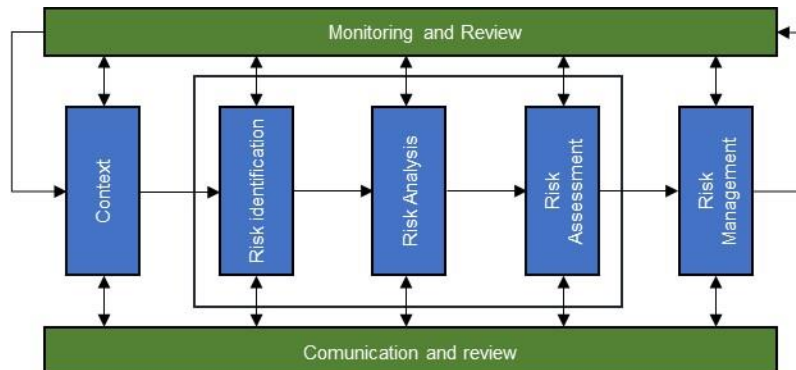 Monitoring and Review
Context
Risk identification
Risk Analysis
Risk
Assessment
Risk
Management
Comunication and review